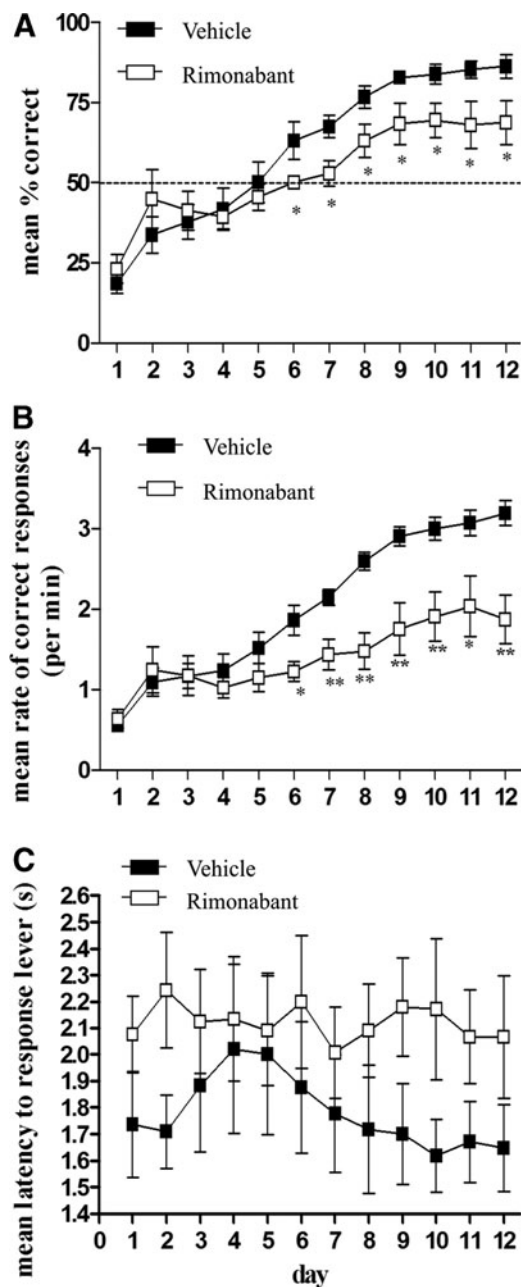 A
Vehicle
Rimonabant
mean % correct
100
75
50
25
0
* * * * * * *
1 2 3 4 5 6 7 8 9 10 11 12
B
Vehicle
Rimonabant
mean rate of correct responses
(per min)
4
3
2
1
0
* ** ** ** ** * **
1 2 3 4 5 6 7 8 9 10 11 12
C
Vehicle
Rimonabant
mean latency to response lever (s)
2.6
2.5
2.4
2.3
2.2
2.1
2.0
1.9
1.8
1.7
1.6
1.5
1.4
0 1 2 3 4 5 6 7 8 9 10 11 12
day